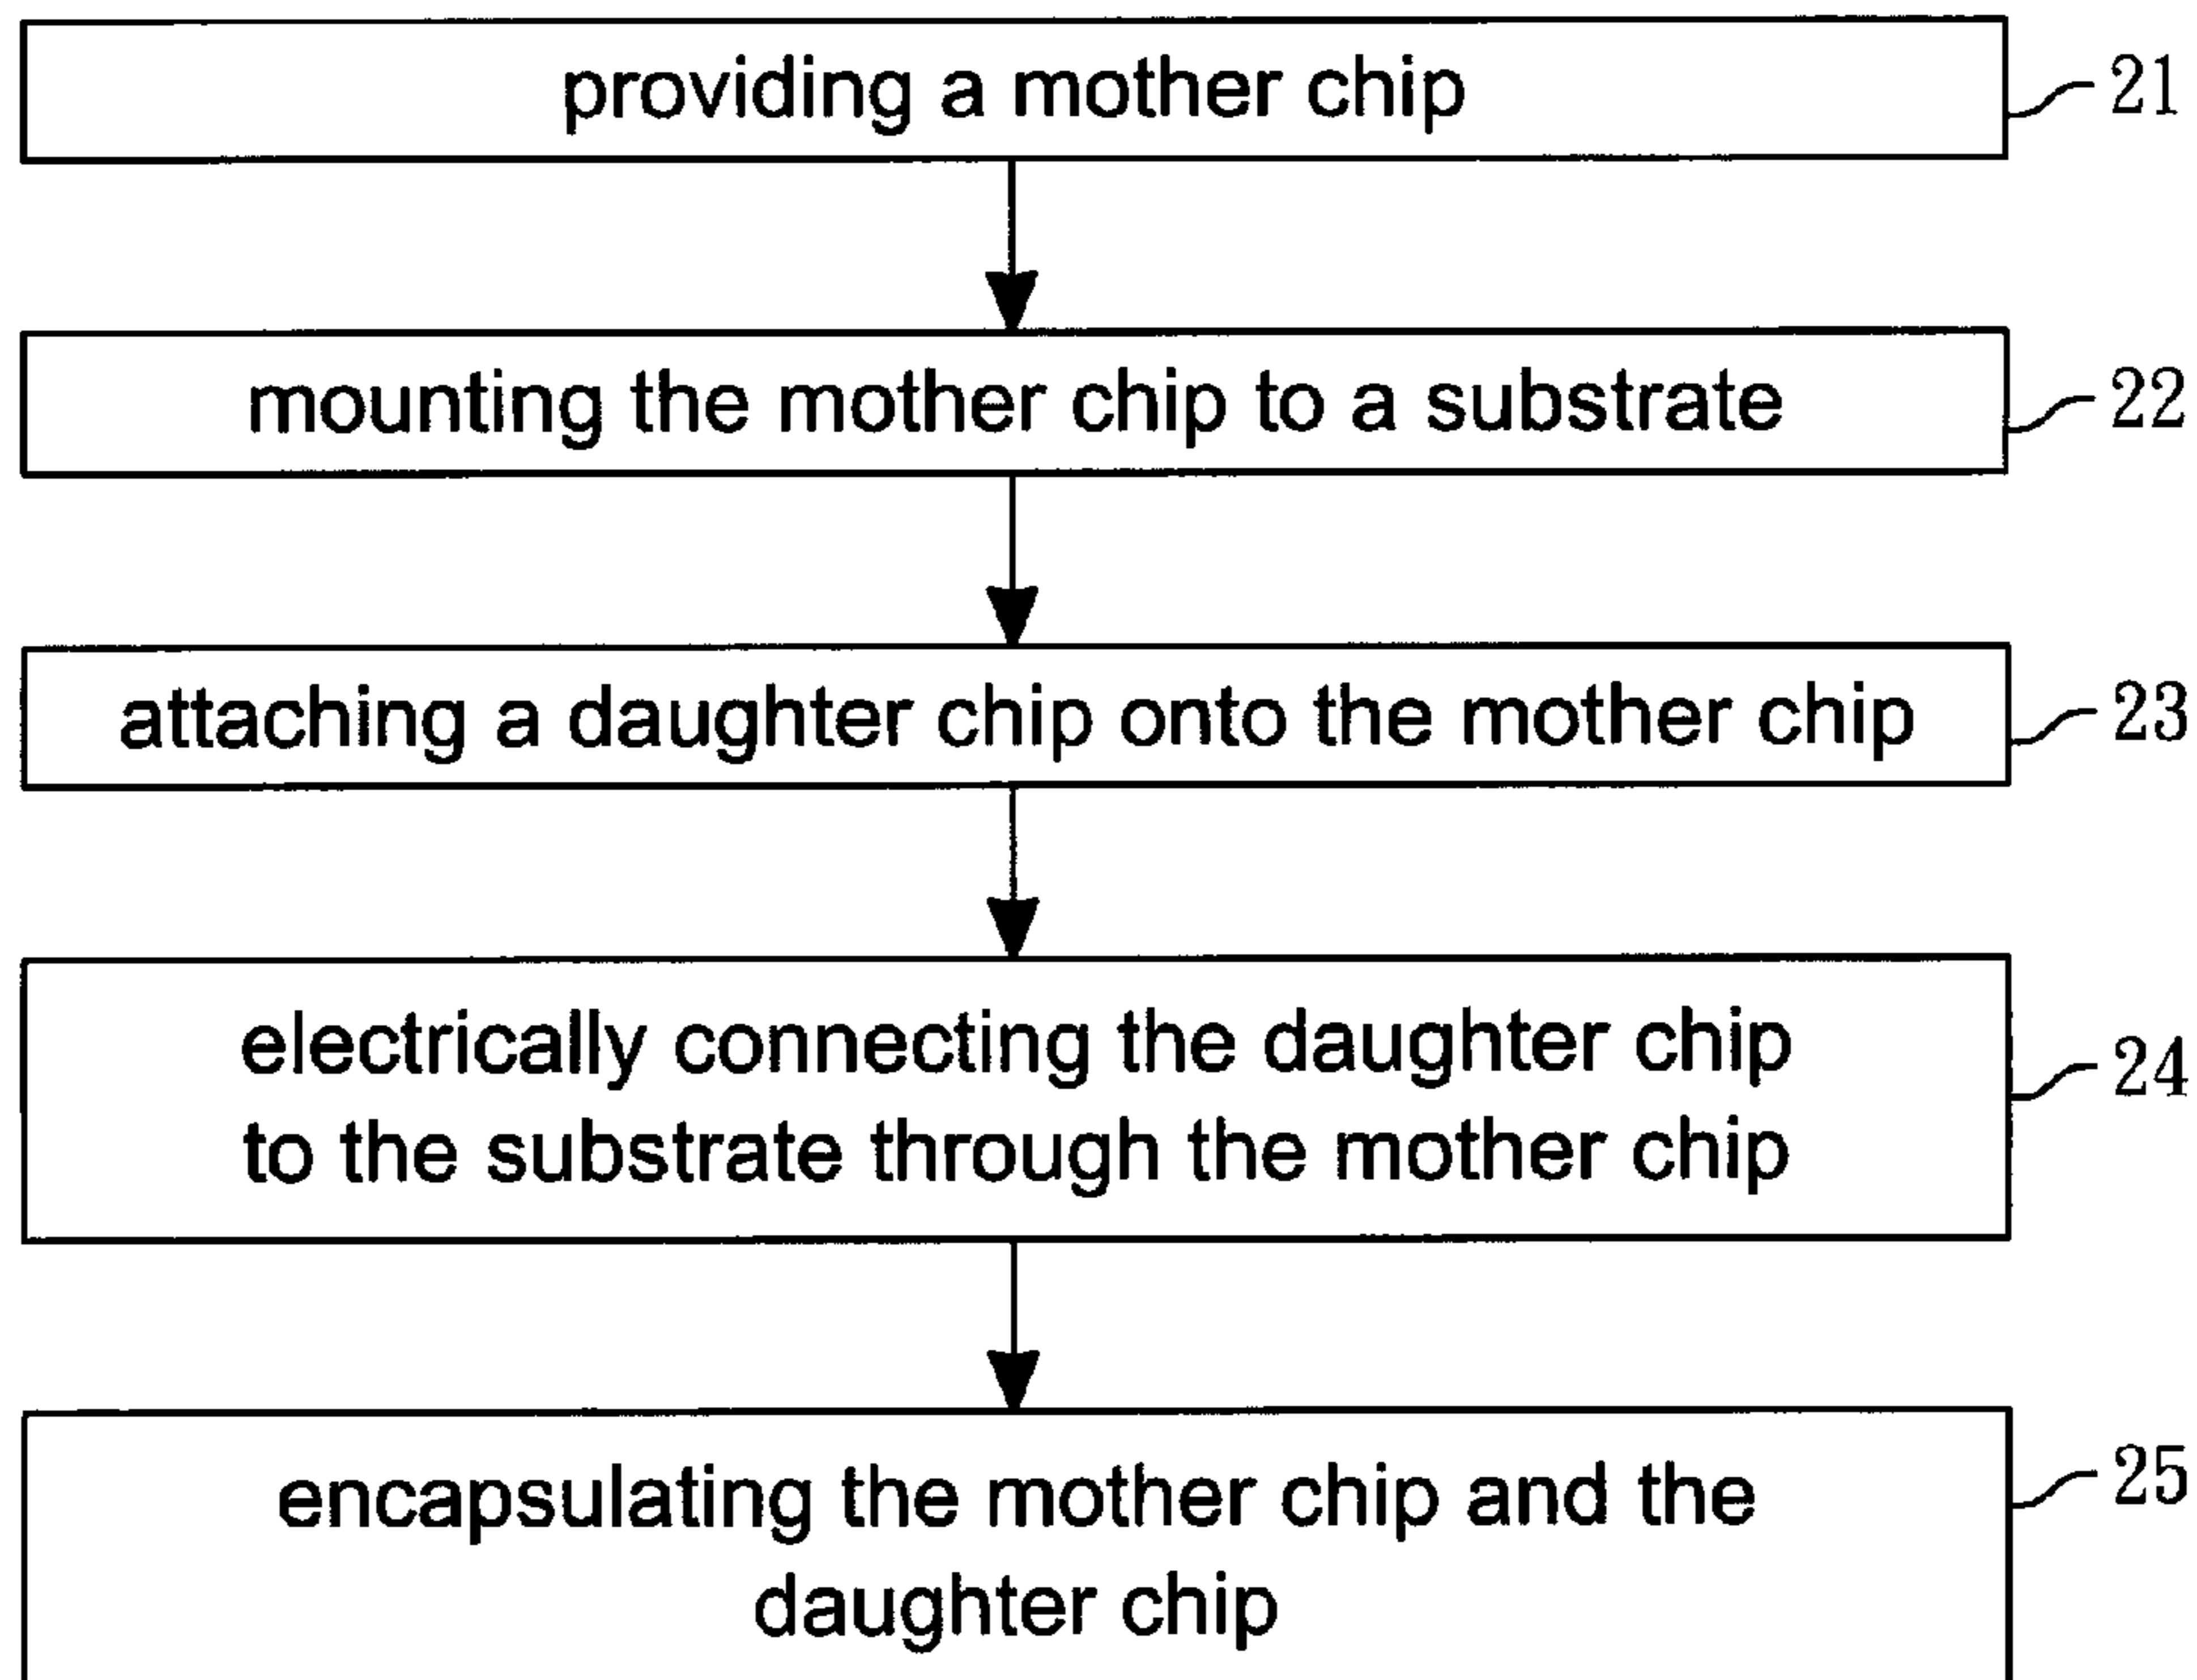 providing a mother chip
21
mounting the mother chip to a substrate
22
attaching a daughter chip onto the mother chip
23
electrically connecting the daughter chip
to the substrate through the mother chip
24
encapsulating the mother chip and the
daughter chip
25